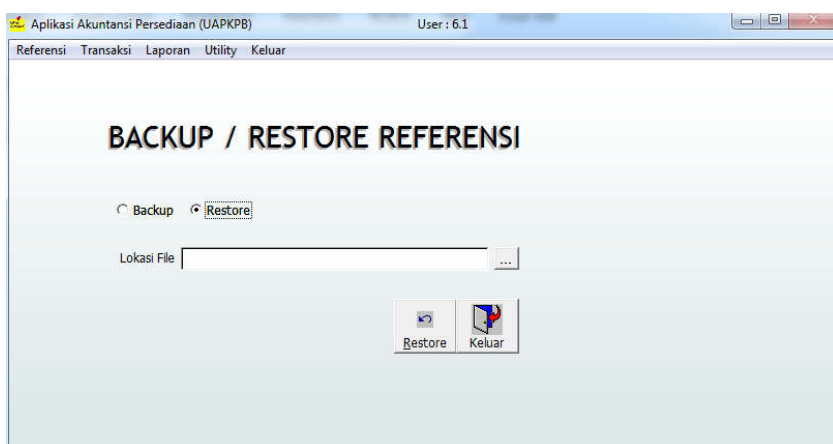 Aplikasi Akuntansi Persediaan (UAPKPB) User : 6.1
Referensi Transaksi Laporan Utility Keluar
BACKUP / RESTORE REFERENSI
Backup Restore
Lokasi File ...
Restore Keluar